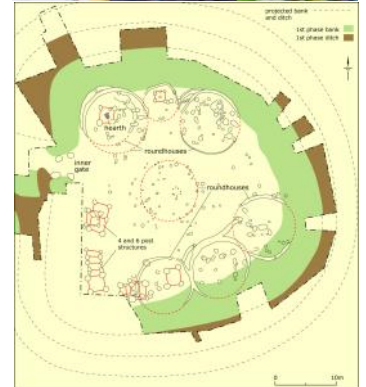 projected bank
and ditch
1st phase bank
1st phase ditch
hearth
roundhouses
inner
gate
roundhouses
4 and 6 post
structures
0
10m